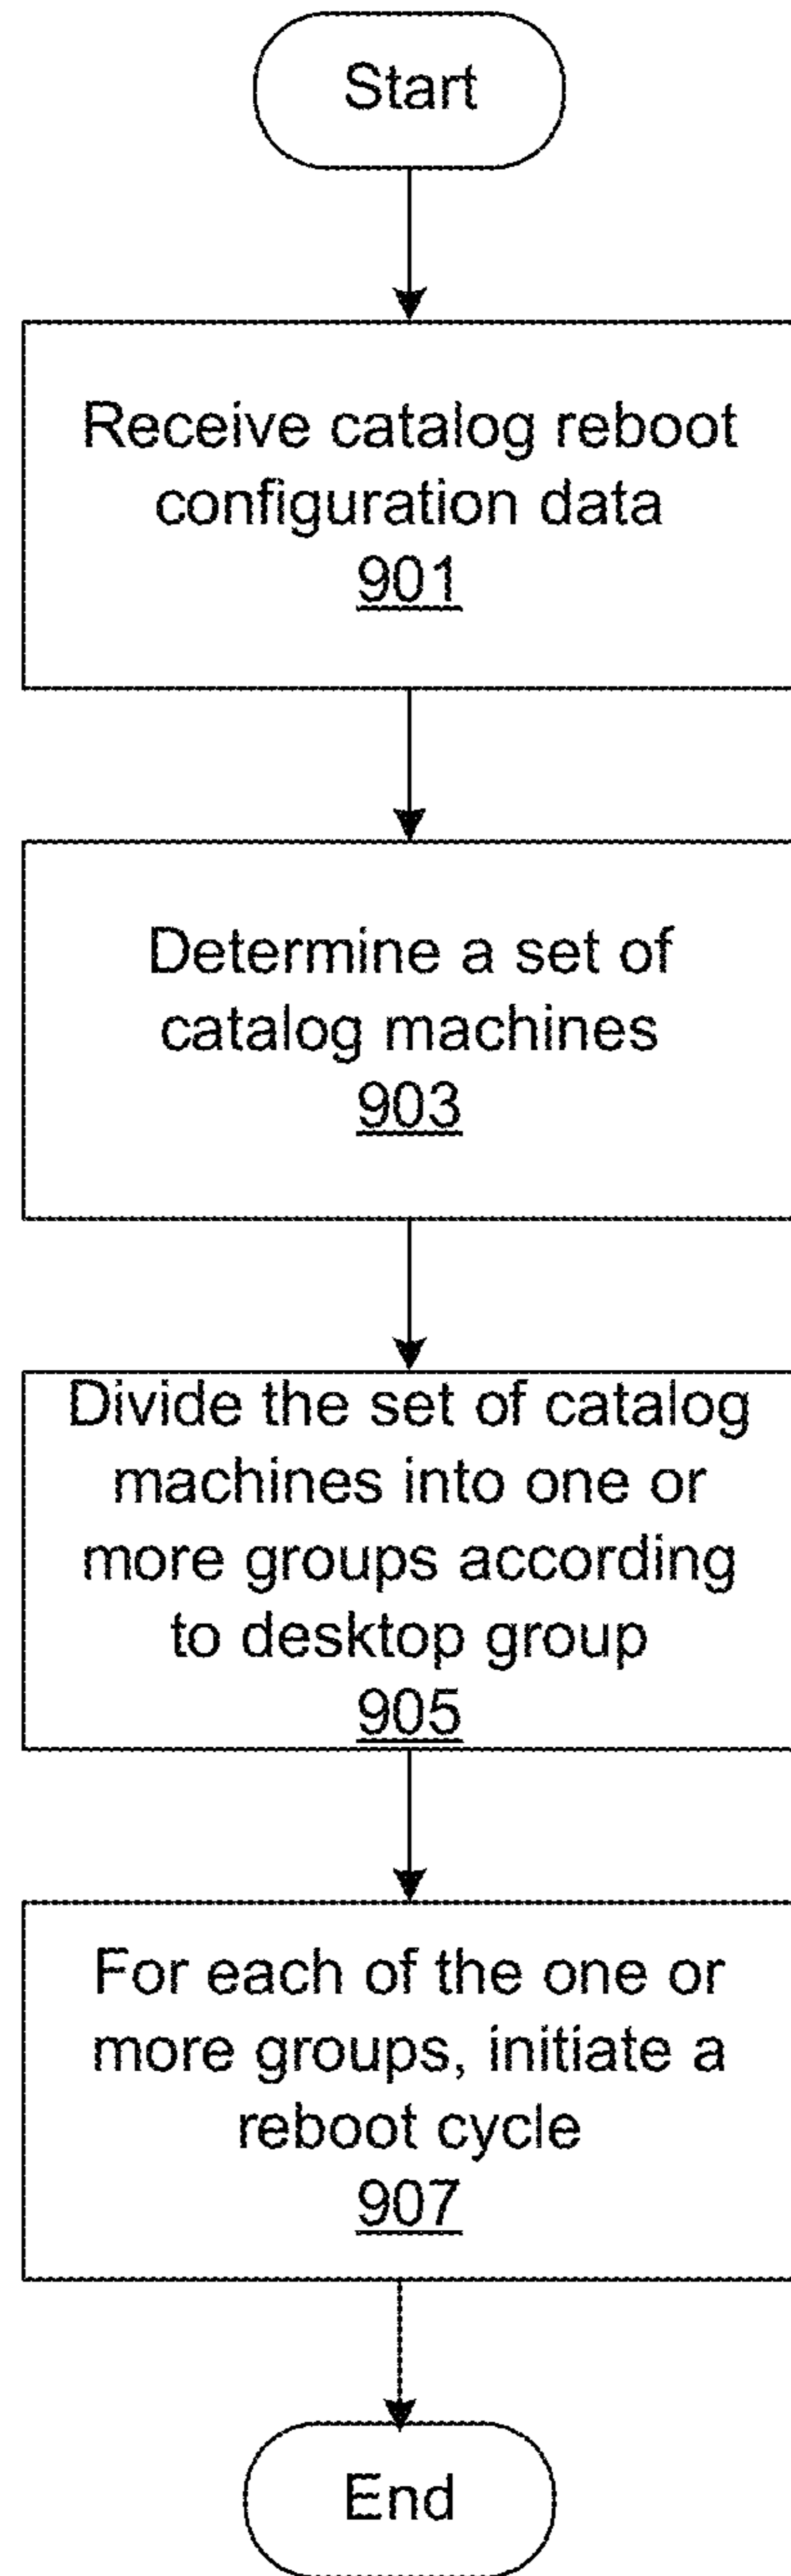 Start
Receive catalog reboot
configuration data
901
Determine a set of
catalog machines
903
Divide the set of catalog
machines into one or
more groups according
to desktop group
905
For each of the one or
more groups, initiate a
reboot cycle
907
End